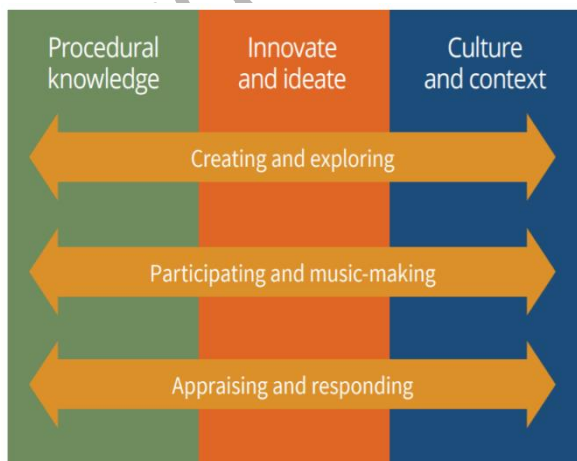 Procedural
knowledge
Innovate
and ideate
Culture
and context
Creating and exploring
Participating and music-making
Appraising and responding